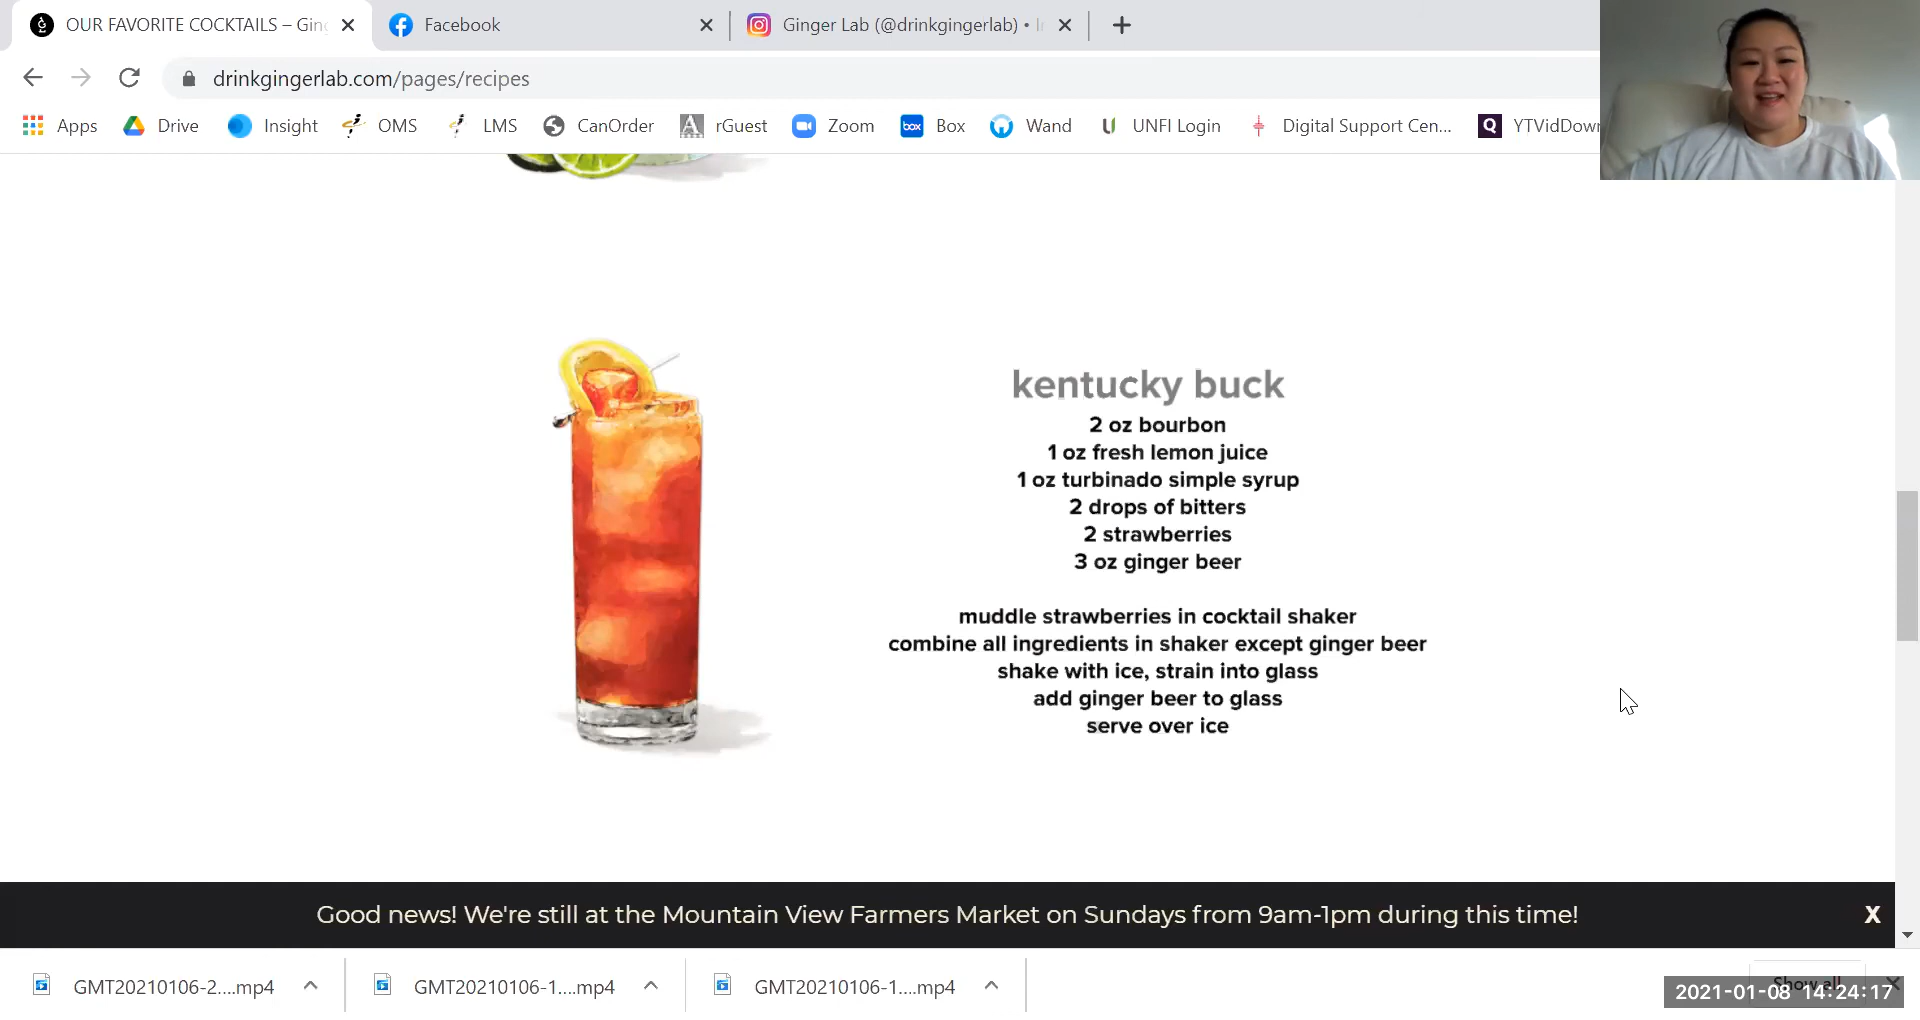 OUR FAVORITE COCKTAILS – Ging
Facebook
Ginger Lab (@drinkgingerlab) •
drinkgingerlab.com/pages/recipes
Apps
Drive
Insight
OMS
LMS
CanOrder
rGuest
Zoom
box
Box
Wand
UNFI Login
Digital Support Cen...
Q
YTVidDow
kentucky buck
2 oz bourbon
1 oz fresh lemon juice
1 oz turbinado simple syrup
2 drops of bitters
2 strawberries
3 oz ginger beer
muddle strawberries in cocktail shaker
combine all ingredients in shaker except ginger beer
shake with ice, strain into glass
add ginger beer to glass
serve over ice
Good news! We're still at the Mountain View Farmers Market on Sundays from 9am-1pm during this time!
X
GMT20210106-2....mp4
GMT20210106-1....mp4
GMT20210106-1....mp4
Show all
2021-01-08 14:24:17